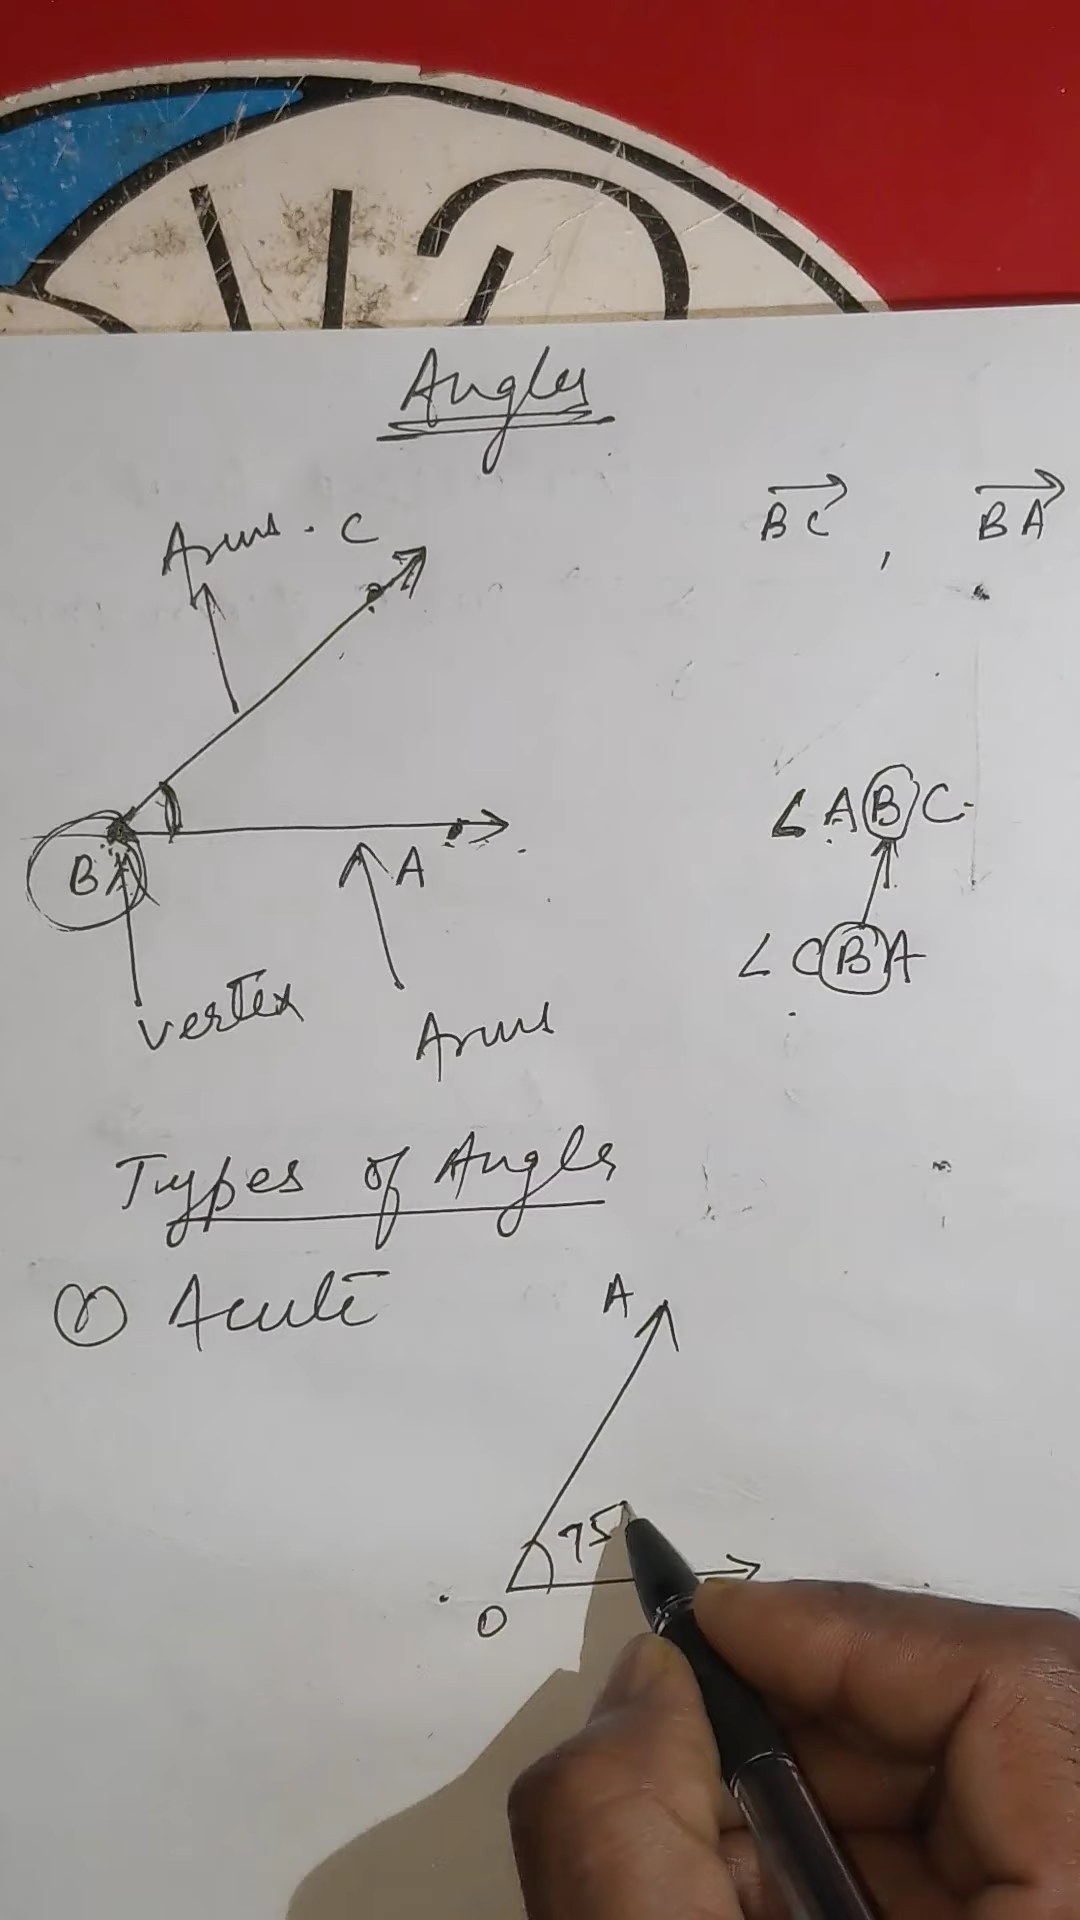 Angles
Arms . C
BC , BA
∠ABC
B A
∠CBA
vertex
Arms
Types of Angles
① Acute
A
75
O